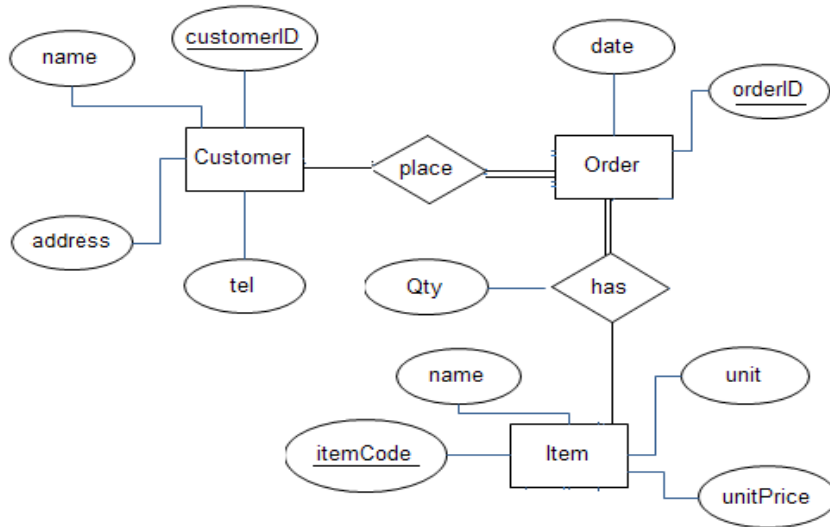 customerID
name
date
orderID
Customer
place
Order
address
tel
Qty
has
name
unit
itemCode
Item
unitPrice